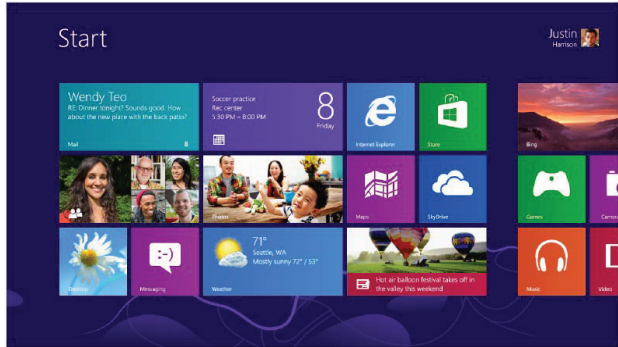 Start
Justin
Harrison
Wendy Teo
RE: Dinner tonight? Sounds good. How
about the new place with the back patio?
Mail
8
Soccer practice
Rec center
5:30 PM – 8:00 PM
8
Friday
Internet Explorer
Store
Bing
Photos
Maps
SkyDrive
Games
Camera
Desktop
Messaging
71°
Seattle, WA
Mostly sunny 72° / 53°
Weather
Hot air balloon festival takes off in
the valley this weekend
Music
Video